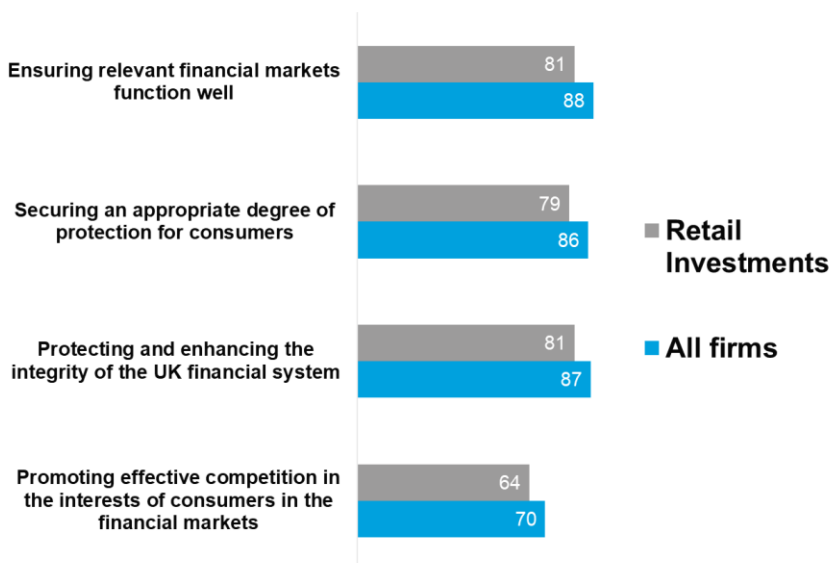 Ensuring relevant financial markets
function well
81
88
Securing an appropriate degree of
protection for consumers
79
86
Protecting and enhancing the
integrity of the UK financial system
81
87
Promoting effective competition in
the interests of consumers in the
financial markets
64
70
Retail
Investments
All firms